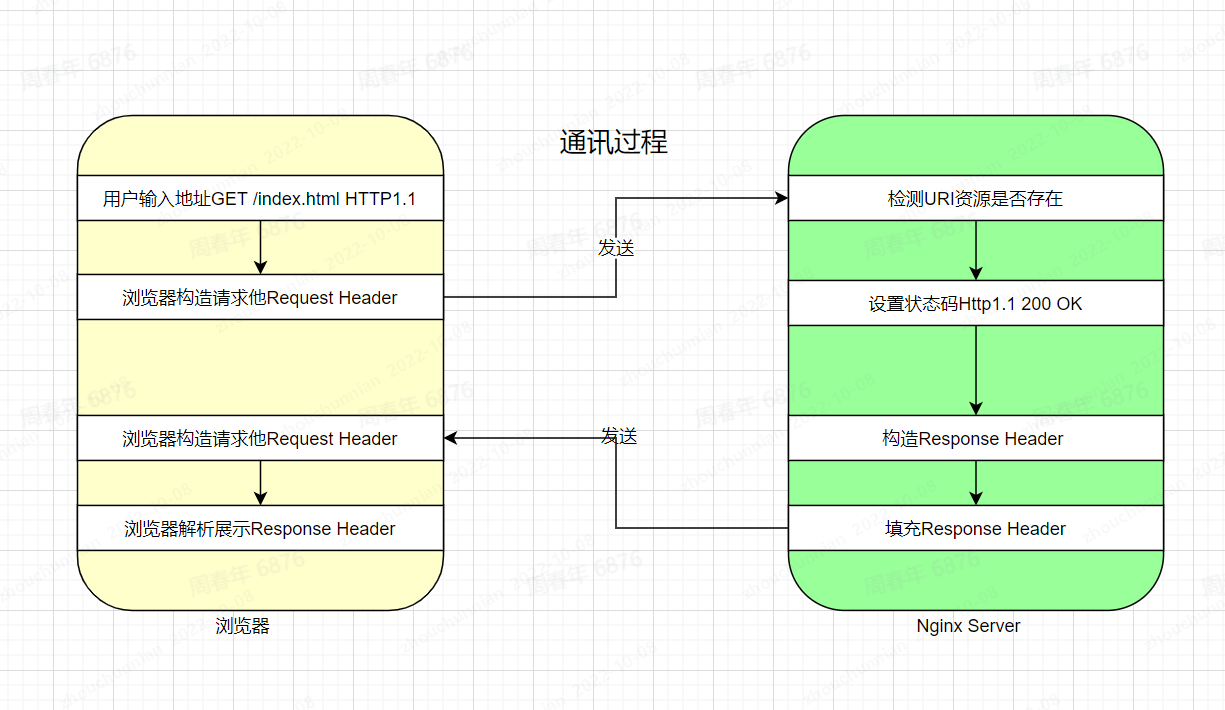 通讯过程
用户输入地址GET /index.html HTTP1.1
浏览器构造请求他Request Header
发送
检测URI资源是否存在
设置状态码Http1.1 200 OK
构造Response Header
填充Response Header
发送
浏览器构造请求他Request Header
浏览器解析展示Response Header
浏览器
Nginx Server
周春年 6876
zhouchunnian 2022-10-08